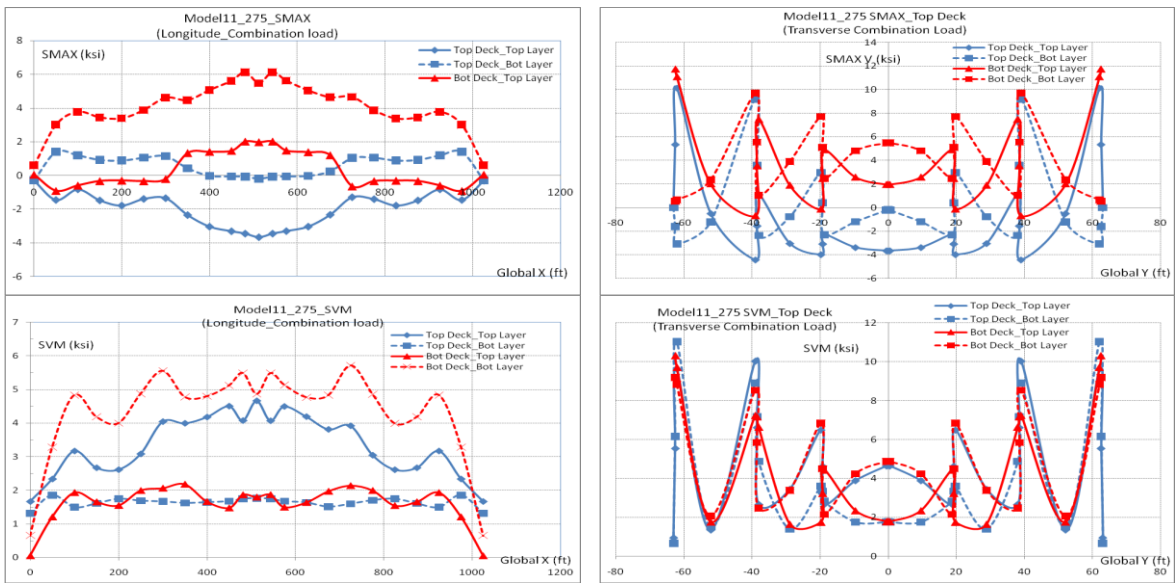 Model11_275_SMAX
(Longitude_Combination load)
SMAX (ksi)
Top Deck_Top Layer
Top Deck_Bot Layer
Bot Deck_Top Layer
8
6
4
2
0
-2
-4
-6
0
200
400
600
800
1000
1200
Global X (ft)
Model11_275 SMAX_Top Deck
(Transverse Combination Load)
SMAX Y (ksi)
Top Deck_Top Layer
Top Deck_Bot Layer
Bot Deck_Top Layer
Bot Deck_Bot Layer
14
12
10
8
6
4
2
0
-2
-4
-6
-80
-60
-40
-20
0
20
40
60
80
Global Y (ft)
Model11_275_SVM
(Longitude_Combination load)
SVM (ksi)
Top Deck_Top Layer
Top Deck_Bot Layer
Bot Deck_Top Layer
Bot Deck_Bot Layer
7
6
5
4
3
2
1
0
0
200
400
600
800
1000
1200
Global X (ft)
Model11_275 SVM_Top Deck
(Transverse Combination Load)
SVM (ksi)
Top Deck_Top Layer
Top Deck_Bot Layer
Bot Deck_Top Layer
Bot Deck_Bot Layer
12
10
8
6
4
2
0
-80
-60
-40
-20
0
20
40
60
80
Global Y (ft)